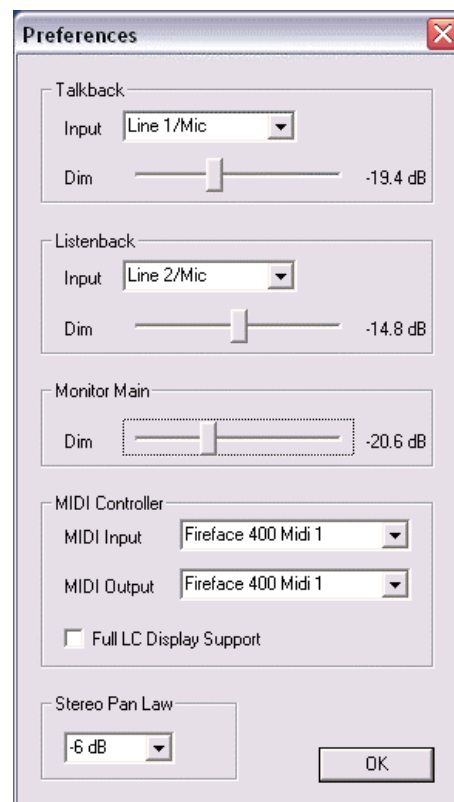 Preferences
Talkback
Input Line 1/Mic
Dim -19.4 dB
Listenback
Input Line 2/Mic
Dim -14.8 dB
Monitor Main
Dim -20.6 dB
MIDI Controller
MIDI Input Fireface 400 Midi 1
MIDI Output Fireface 400 Midi 1
Full LC Display Support
Stereo Pan Law
-6 dB
OK